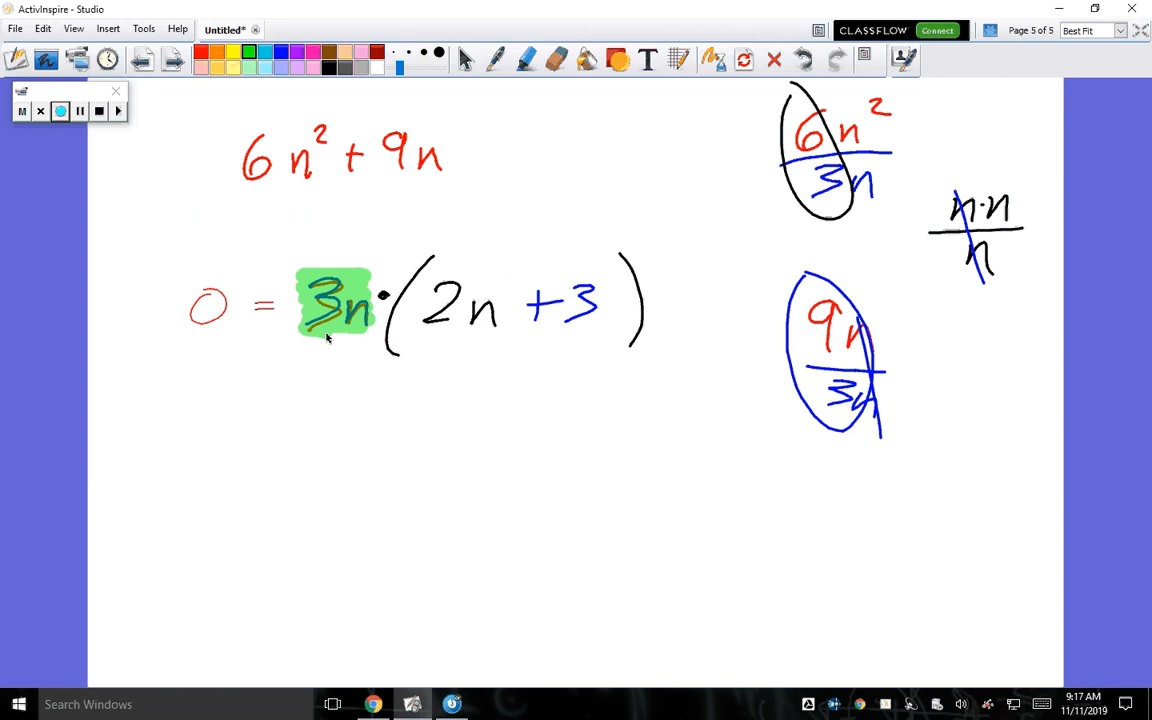 ActivInspire - Studio
File Edit View Insert Tools Help Untitled* CLASSFLOW Connect Page 5 of 5 Best Fit
M
6n² + 9n
0 = 3n · (2n + 3)
6n²
3n
n·n
n
9n
3n
Search Windows
9:17 AM
11/11/2019